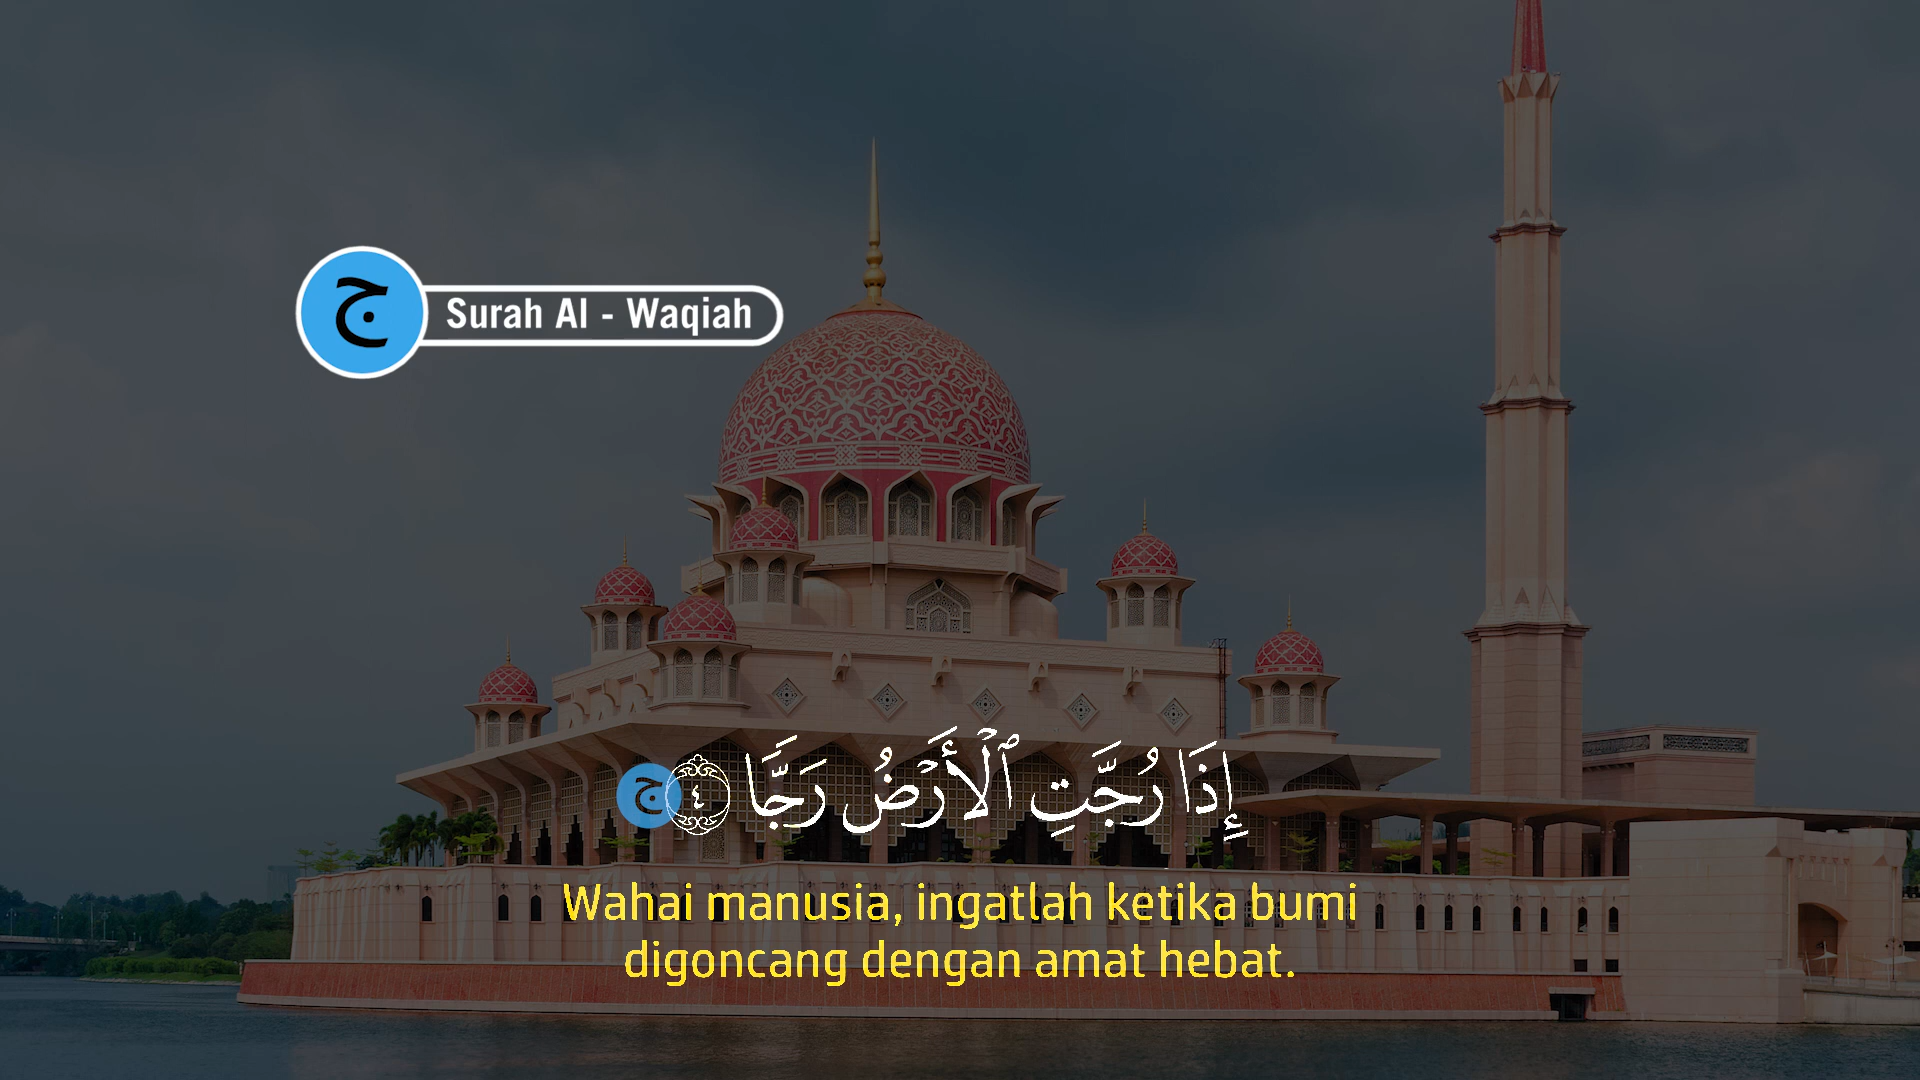 ج
Surah Al - Waqiah
إِذَا رُجَّتِ ٱلْأَرْضُ رَجًّا ٤
ج
Wahai manusia, ingatlah ketika bumi
digoncang dengan amat hebat.